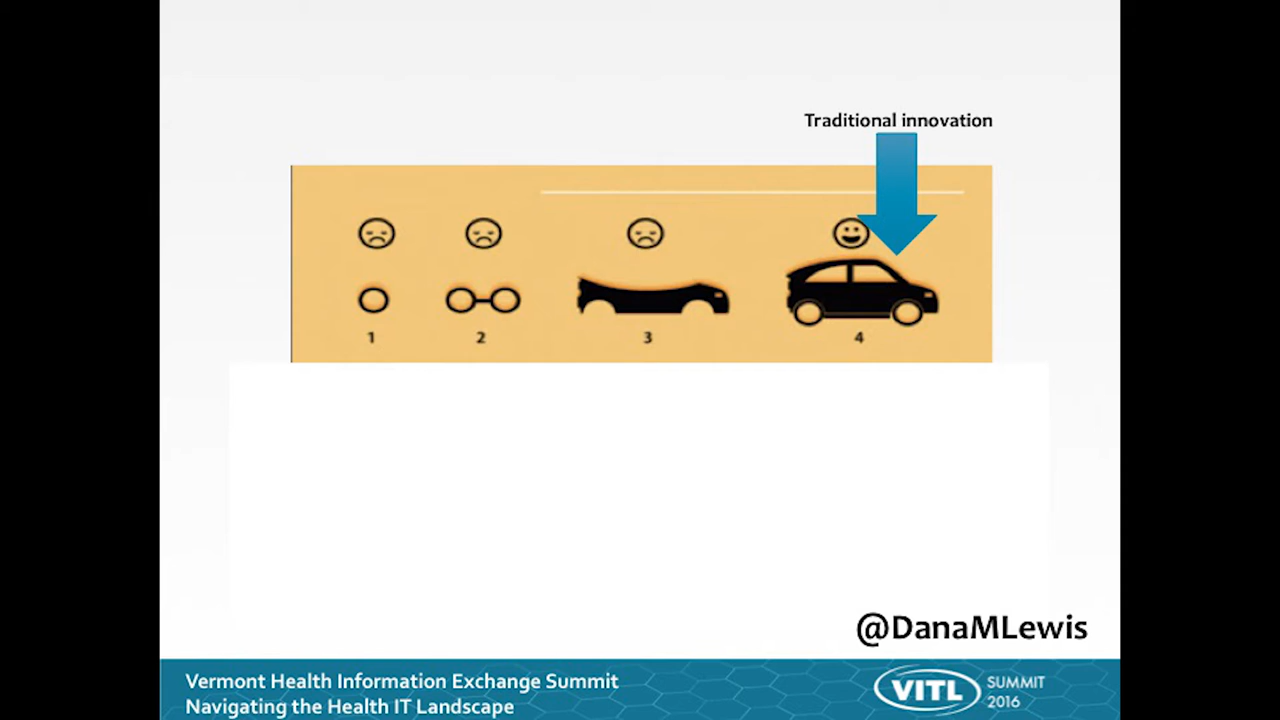 Traditional innovation
1
2
3
4
@DanaMLewis
Vermont Health Information Exchange Summit
Navigating the Health IT Landscape
VITL
SUMMIT
2016